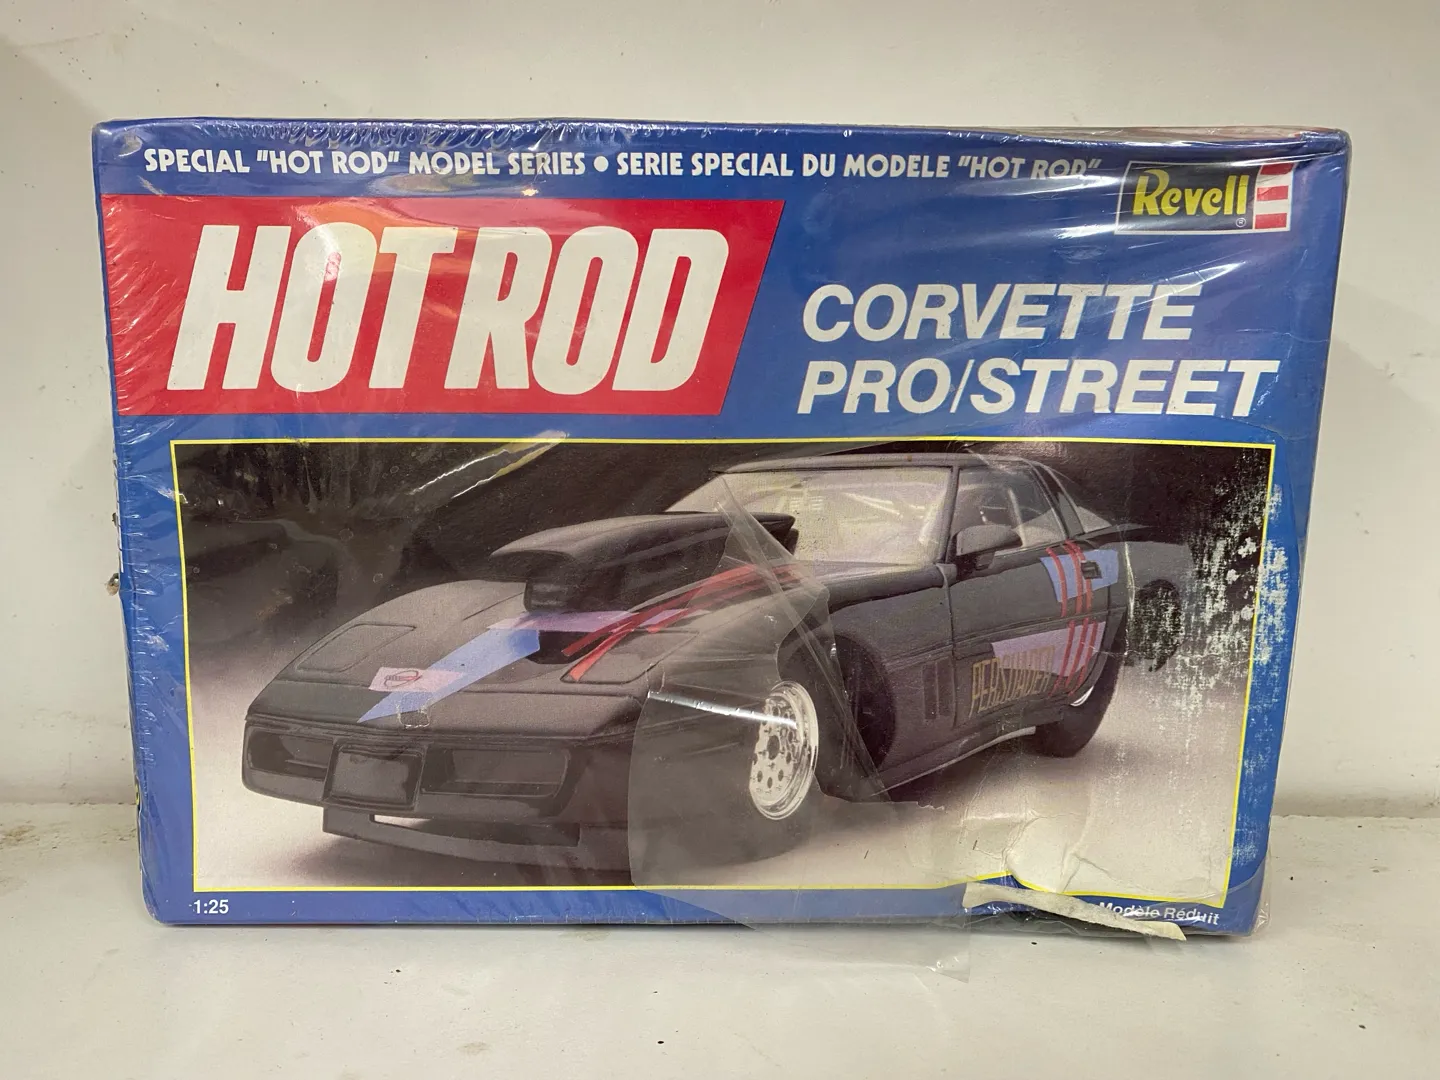 SPECIAL "HOT ROD" MODEL SERIES • SERIE SPECIAL DU MODELE "HOT ROD"
Revell
HOT ROD
CORVETTE
PRO/STREET
PERSUADER
1:25
Modèle Réduit